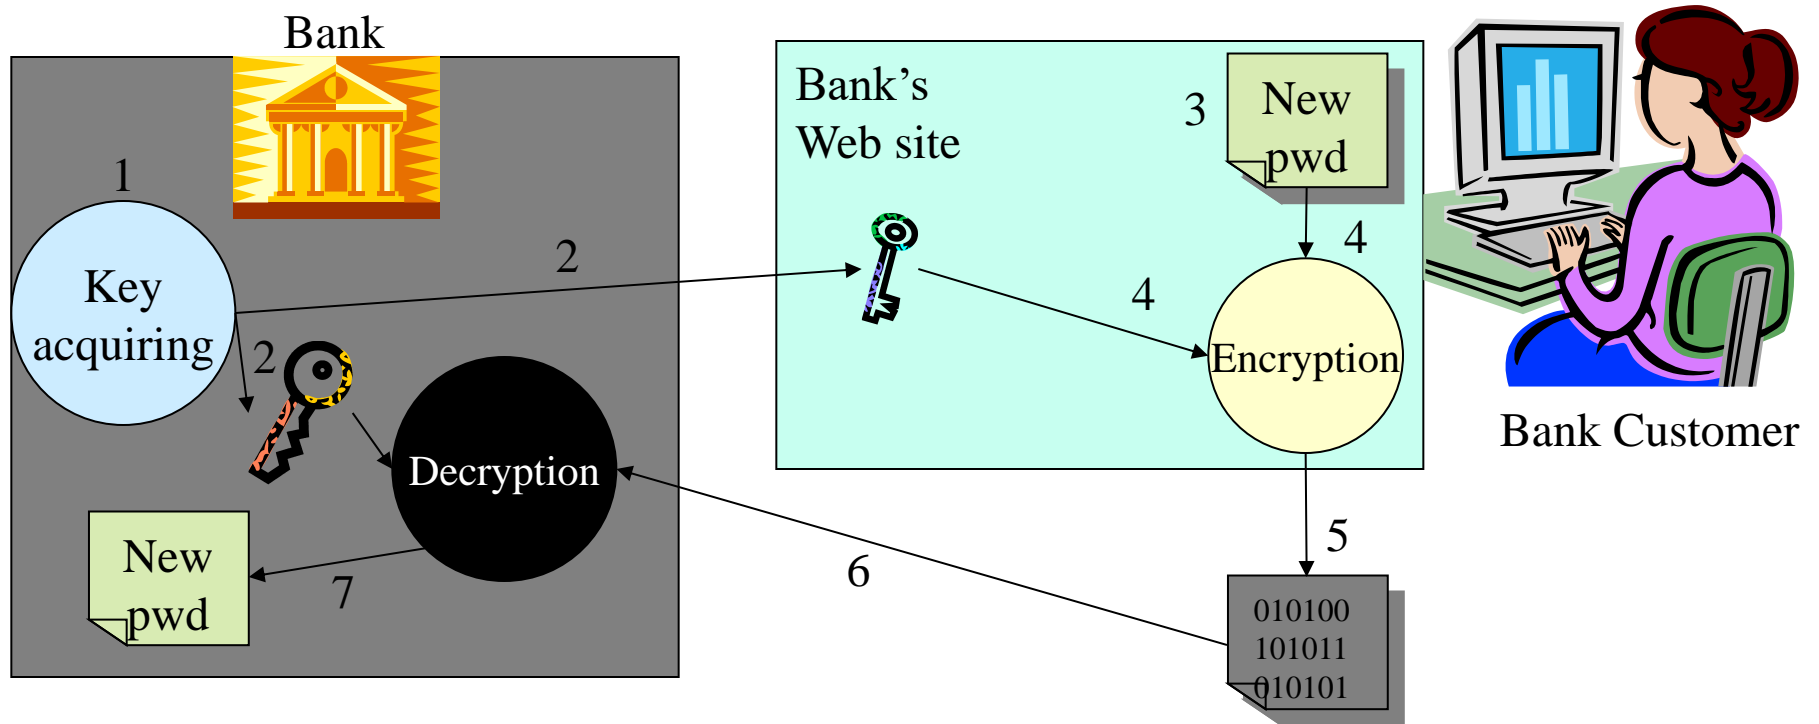 Bank
1
Key
acquiring
2
2
Decryption
New
pwd
7
Bank’s
Web site
3
New
pwd
4
4
Encryption
Bank Customer
5
6
010100
101011
010101